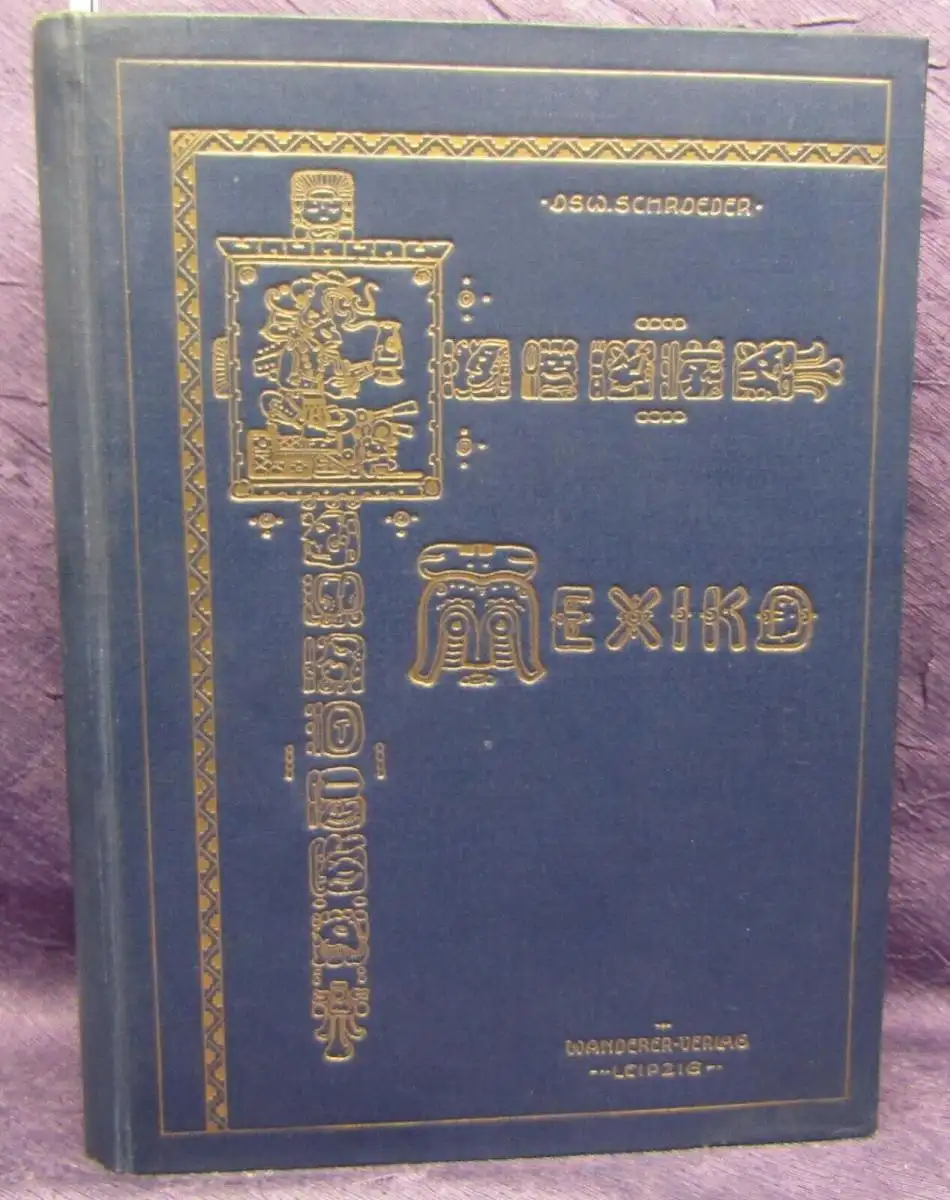 ·OSW. SCHROEDER·
MEXIKO
WANDERER-VERLAG
LEIPZIG